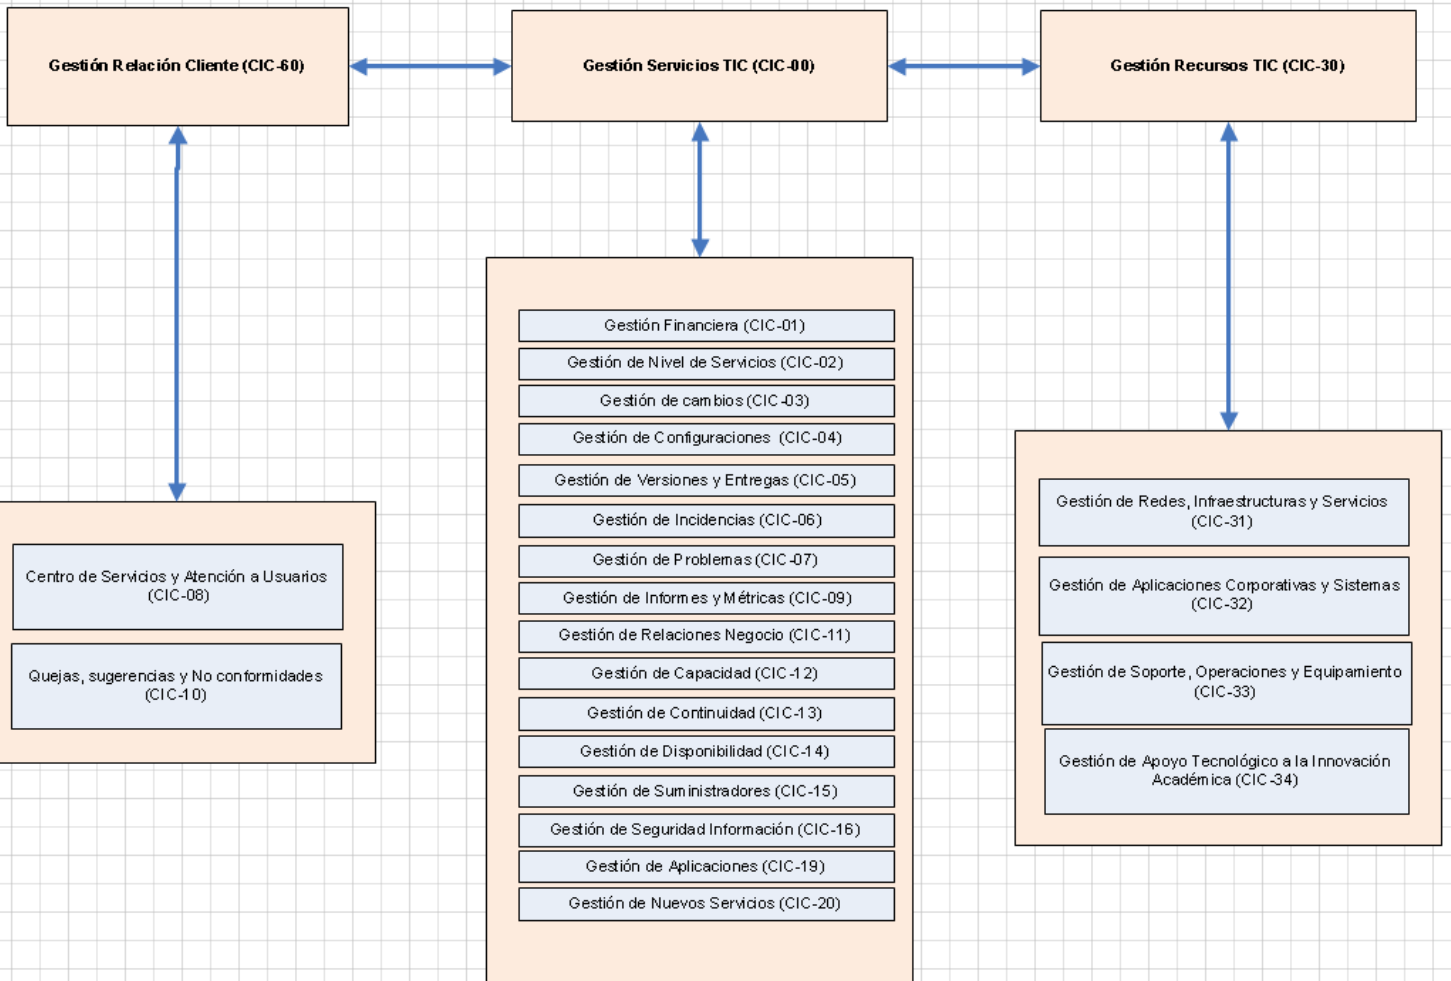 Gestión Relación Cliente (CIC-60)
Gestión Servicios TIC (CIC-00)
Gestión Recursos TIC (CIC-30)
Centro de Servicios y Atención a Usuarios
(CIC-08)
Quejas, sugerencias y No conformidades
(CIC-10)
Gestión Financiera (CIC-01)
Gestión de Nivel de Servicios (CIC-02)
Gestión de cambios (CIC-03)
Gestión de Configuraciones (CIC-04)
Gestión de Versiones y Entregas (CIC-05)
Gestión de Incidencias (CIC-06)
Gestión de Problemas (CIC-07)
Gestión de Informes y Métricas (CIC-09)
Gestión de Relaciones Negocio (CIC-11)
Gestión de Capacidad (CIC-12)
Gestión de Continuidad (CIC-13)
Gestión de Disponibilidad (CIC-14)
Gestión de Suministradores (CIC-15)
Gestión de Seguridad Información (CIC-16)
Gestión de Aplicaciones (CIC-19)
Gestión de Nuevos Servicios (CIC-20)
Gestión de Redes, Infraestructuras y Servicios
(CIC-31)
Gestión de Aplicaciones Corporativas y Sistemas
(CIC-32)
Gestión de Soporte, Operaciones y Equipamiento
(CIC-33)
Gestión de Apoyo Tecnológico a la Innovación
Académica (CIC-34)